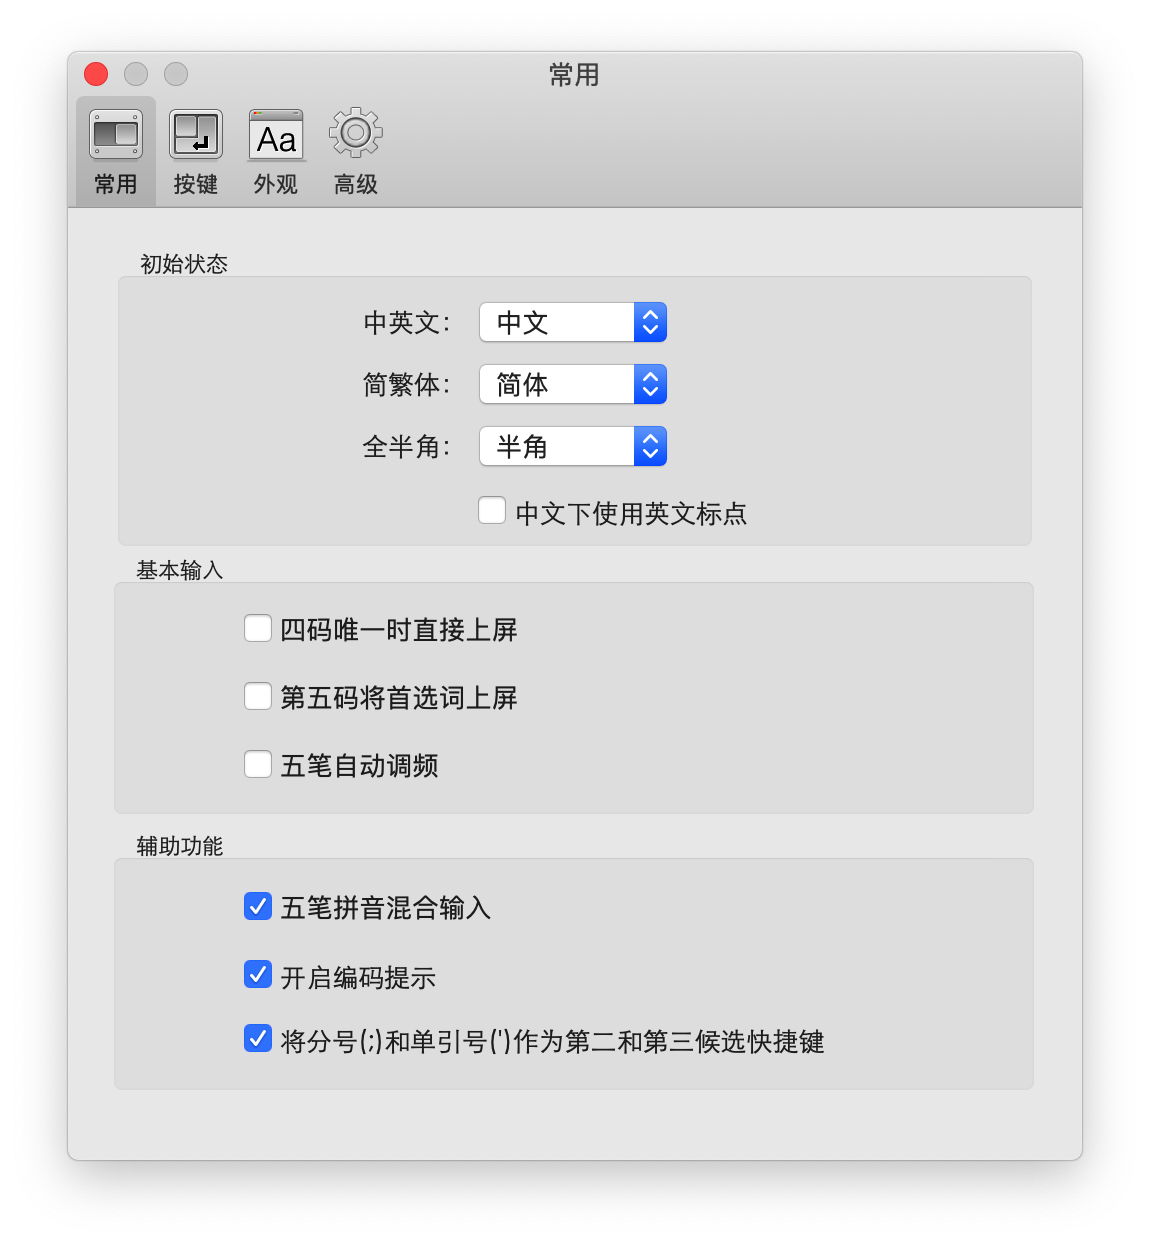 常用
Aa
常用 按键 外观 高级
初始状态
中英文： 中文
简繁体： 简体
全半角： 半角
中文下使用英文标点
基本输入
四码唯一时直接上屏
第五码将首选词上屏
五笔自动调频
辅助功能
五笔拼音混合输入
开启编码提示
将分号(;)和单引号(')作为第二和第三候选快捷键